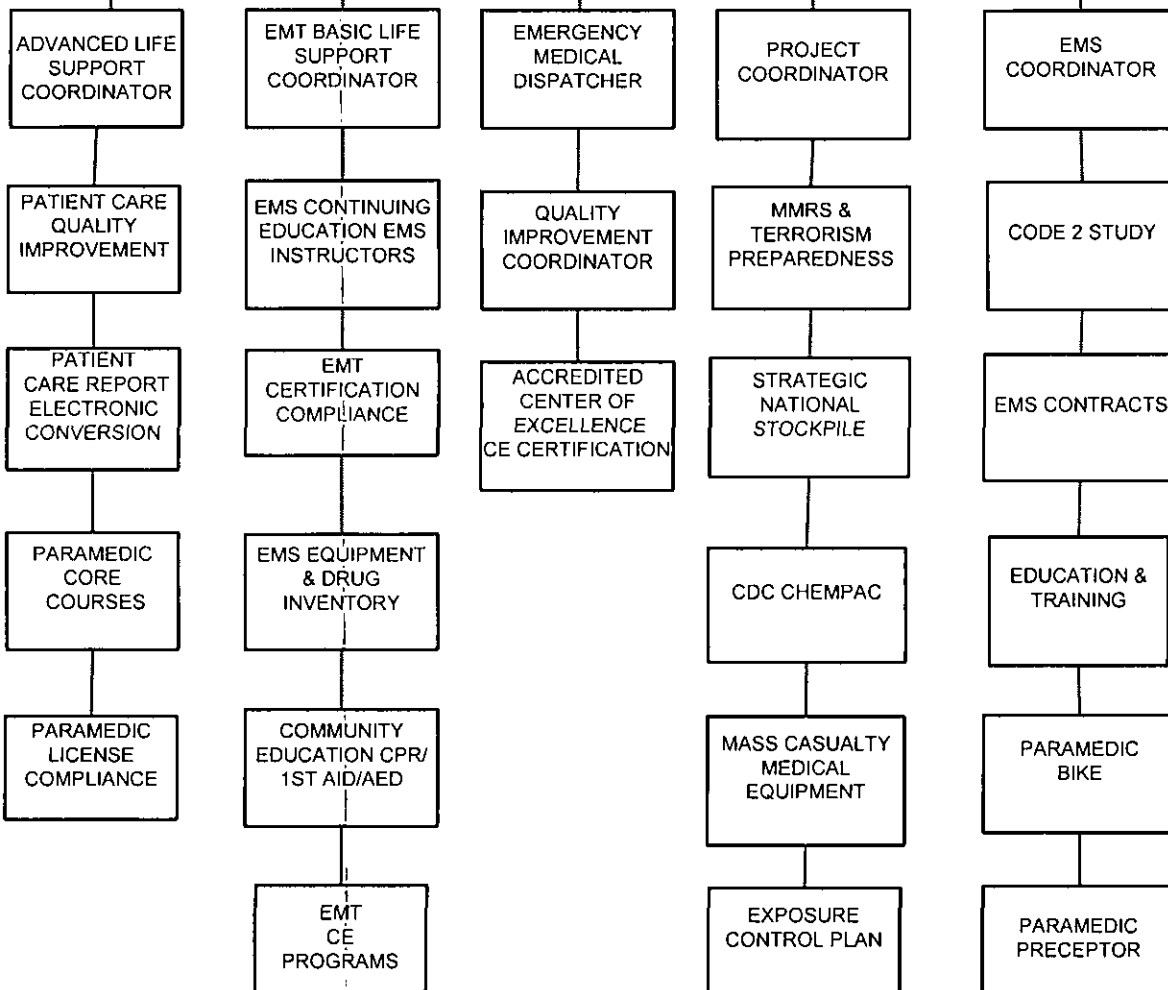 ADVANCED LIFE
SUPPORT
COORDINATOR
PATIENT CARE
QUALITY
IMPROVEMENT
PATIENT
CARE REPORT
ELECTRONIC
CONVERSION
PARAMEDIC
CORE
COURSES
PARAMEDIC
LICENSE
COMPLIANCE
EMT BASIC LIFE
SUPPORT
COORDINATOR
EMS CONTINUING
EDUCATION EMS
INSTRUCTORS
EMT
CERTIFICATION
COMPLIANCE
EMS EQUIPMENT
& DRUG
INVENTORY
COMMUNITY
EDUCATION CPR/
1ST AID/AED
EMT
CE
PROGRAMS
EMERGENCY
MEDICAL
DISPATCHER
QUALITY
IMPROVEMENT
COORDINATOR
ACCREDITED
CENTER OF
EXCELLENCE
CE CERTIFICATION
PROJECT
COORDINATOR
MMRS &
TERRORISM
PREPAREDNESS
STRATEGIC
NATIONAL
STOCKPILE
CDC CHEMPAC
MASS CASUALTY
MEDICAL
EQUIPMENT
EXPOSURE
CONTROL PLAN
EMS
COORDINATOR
CODE 2 STUDY
EMS CONTRACTS
EDUCATION &
TRAINING
PARAMEDIC
BIKE
PARAMEDIC
PRECEPTOR